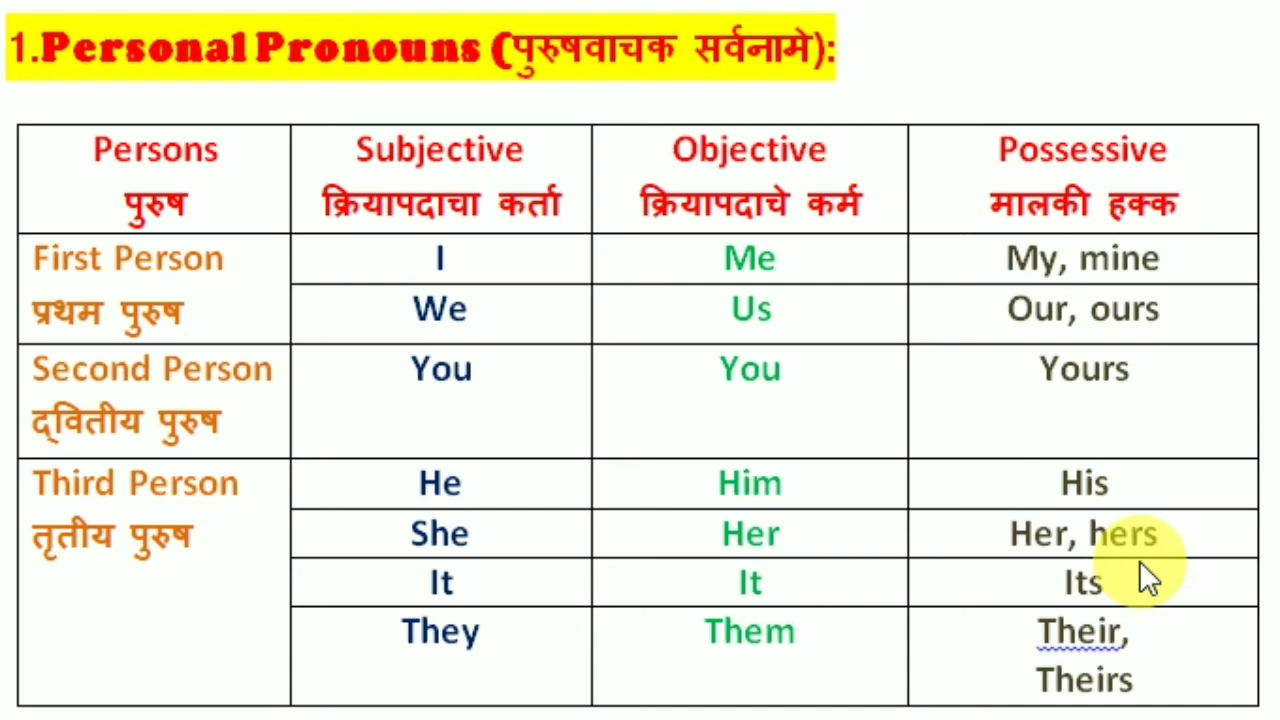 1.Personal Pronouns (पुरुषवाचक सर्वनामे):
Persons Subjective Objective Possessive
पुरुष क्रियापदाचा कर्ता क्रियापदाचे कर्म मालकी हक्क
First Person I Me My, mine
प्रथम पुरुष We Us Our, ours
Second Person You You Yours
द्वितीय पुरुष
Third Person He Him His
तृतीय पुरुष She Her Her, hers
It It Its
They Them Their,
Theirs